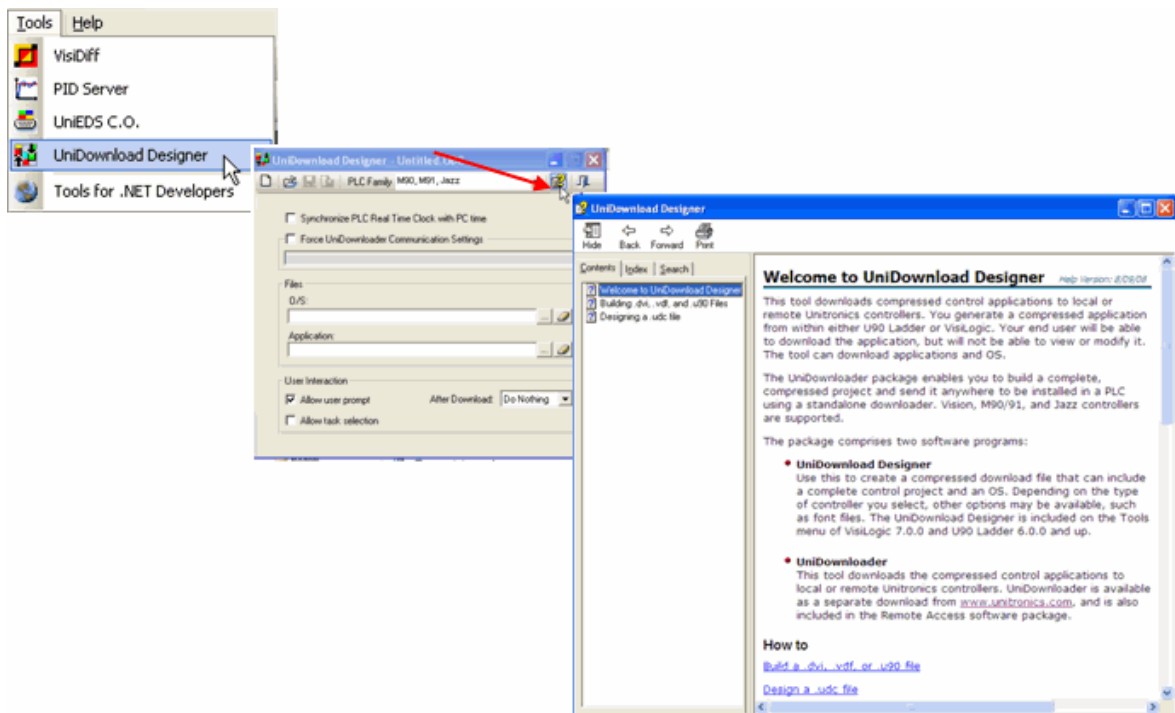 Tools Help
VisiDiff
PID Server
UniEDS C.O.
UniDownload Designer
Tools for .NET Developers
UniDownload Designer - Untitled
PLC Family: M90, M91, Jazz
Synchronize PLC Real Time Clock with PC time
Force UniDownloader Communication Settings
Files
O/S:
...
Application:
...
User Interaction
Allow user prompt After Download: Do Nothing
Allow task selection
UniDownload Designer
Hide Back Forward Print
Contents Index Search
Welcome to UniDownload Designer
Building .dvi, .vdf, and .u90 Files
Designing a .udc file
Welcome to UniDownload Designer Help Version:
This tool downloads compressed control applications to local or
remote Unitronics controllers. You generate a compressed application
from within either U90 Ladder or VisiLogic. Your end user will be able
to download the application, but will not be able to view or modify it.
The tool can download applications and OS.
The UniDownloader package enables you to build a complete,
compressed project and send it anywhere to be installed in a PLC
using a standalone downloader. Vision, M90/91, and Jazz controllers
are supported.
The package comprises two software programs:
UniDownload Designer
Use this to create a compressed download file that can include
a complete control project and an OS. Depending on the type
of controller you select, other options may be available, such
as font files. The UniDownload Designer is included on the Tools
menu of VisiLogic 7.0.0 and U90 Ladder 6.0.0 and up.
UniDownloader
This tool downloads the compressed control applications to
local or remote Unitronics controllers. UniDownloader is available
as a separate download from www.unitronics.com, and is also
included in the Remote Access software package.
How to
Build a .dvi, .vdf, or .u90 file
Design a .udc file